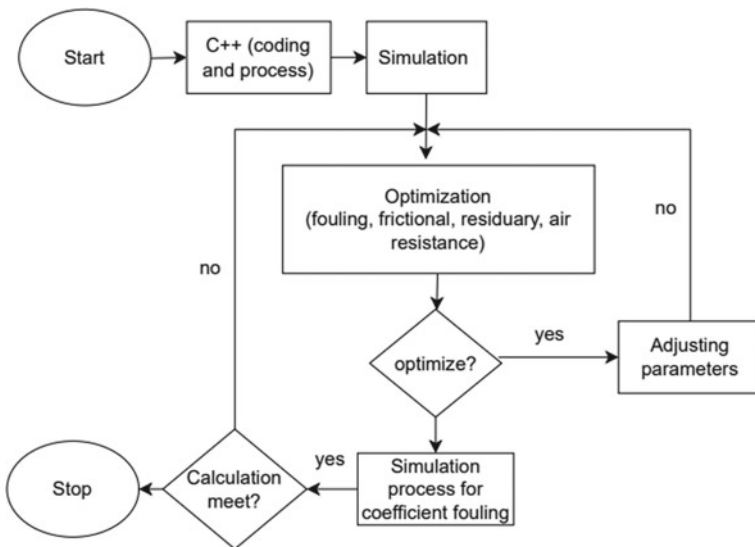 Start
C++ (coding
and process)
Simulation
Optimization
(fouling, frictional, residuary, air
resistance)
no
no
optimize?
yes
Adjusting
parameters
Stop
Calculation
meet?
yes
Simulation
process for
coefficient fouling